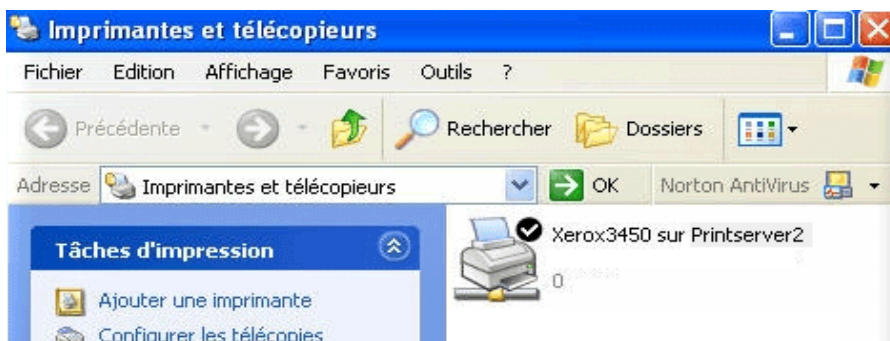 Imprimantes et télécopieurs
Fichier Edition Affichage Favoris Outils ?
Précédente Rechercher Dossiers
Adresse Imprimantes et télécopieurs OK Norton AntiVirus
Tâches d'impression
Ajouter une imprimante
Configurer les télécopies
Xerox3450 sur Printserver2
0